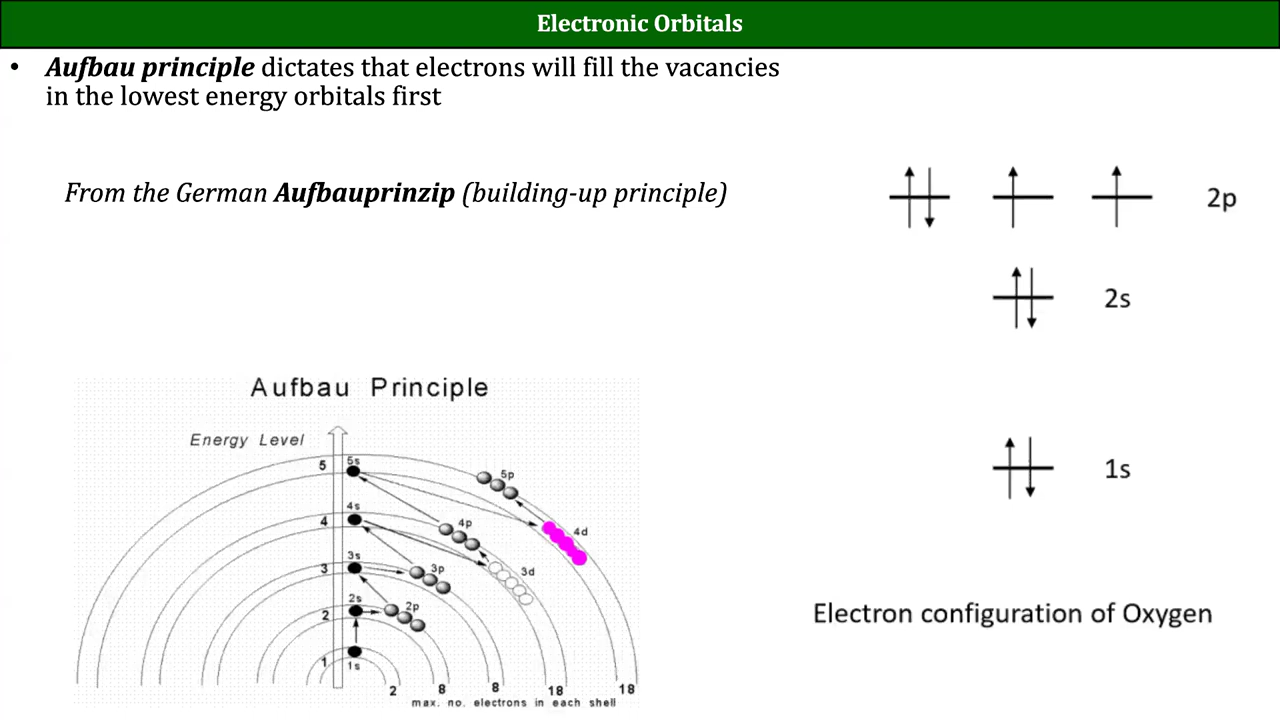 Electronic Orbitals
• Aufbau principle dictates that electrons will fill the vacancies
in the lowest energy orbitals first
From the German Aufbauprinzip (building-up principle)
2p
2s
1s
Electron configuration of Oxygen
Aufbau Principle
Energy Level
5
5s
5p
4
4s
4p
4d
3
3s
3p
3d
2
2s
2p
1
1s
2
8
8
18
18
max. no. electrons in each shell